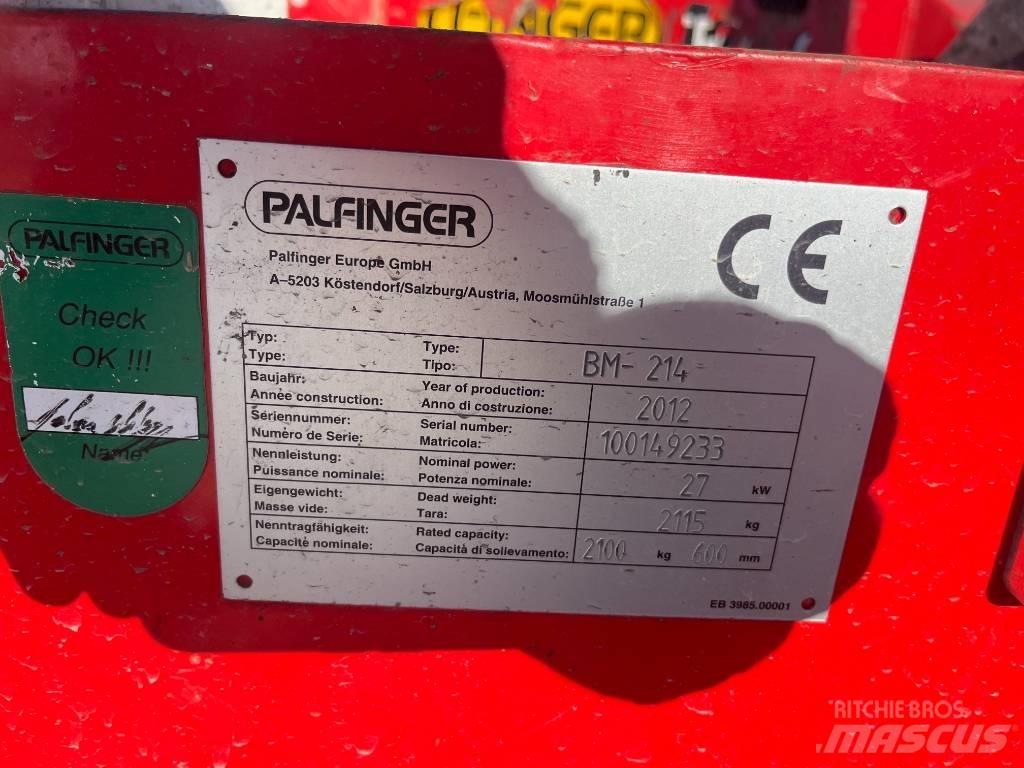 PALFINGER
PALFINGER
Palfinger Europe GmbH
A–5203 Köstendorf/Salzburg/Austria, Moosmühlstraße 1
CE
Typ: Type: BM- 214
Type: Tipo:
Baujahr: Year of production: 2012
Année construction: Anno di costruzione:
Seriennummer: Serial number: 100149233
Numéro de Serie: Matricola:
Nennleistung: Nominal power: 27 kW
Puissance nominale: Potenza nominale:
Eigengewicht: Dead weight: 2115 kg
Masse vide: Tara:
Nenntragfähigkeit: Rated capacity: 2100 kg 600 mm
Capacité nominale: Capacità di sollevamento:
EB 3985.00001
PALFINGER
Check
OK !!!
Name
RITCHIE BROS.
MASCUS